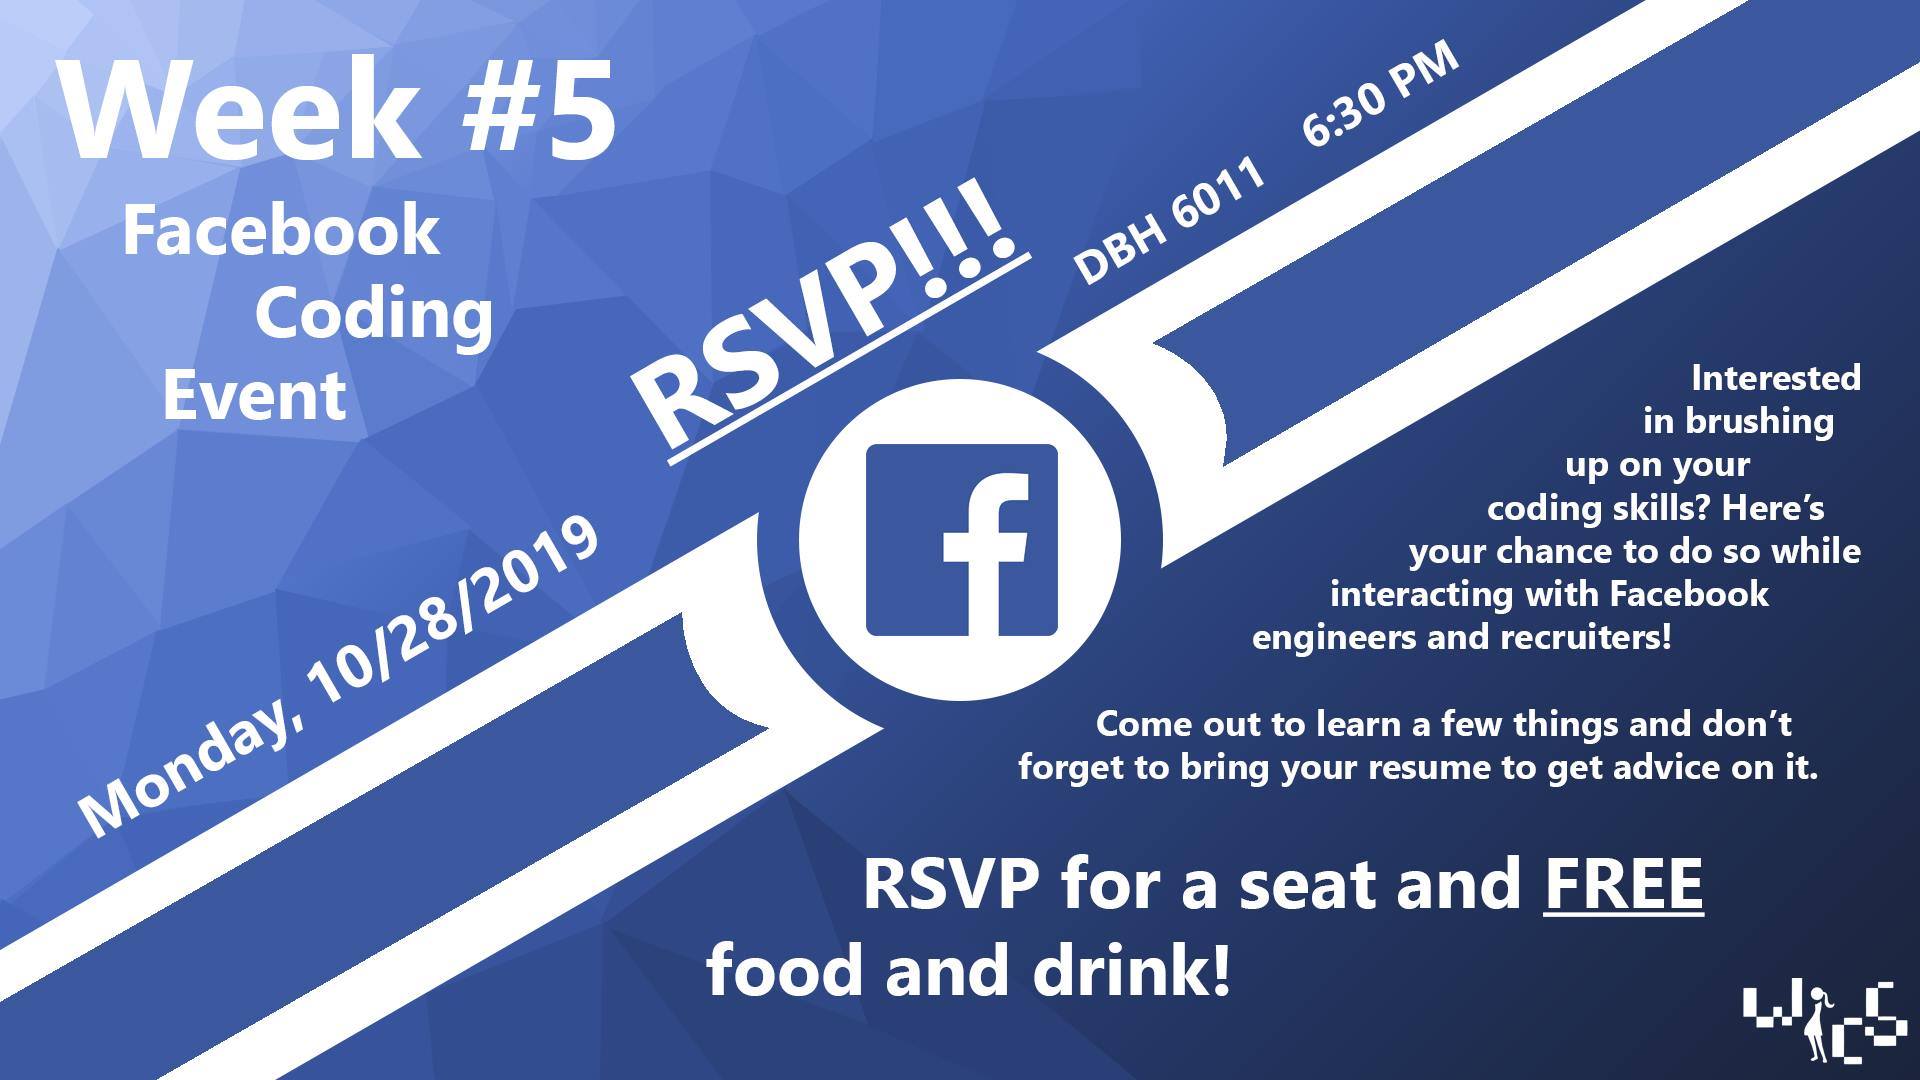 Week #5
Facebook
Coding
Event
RSVP!!!
DBH 6011 6:30 PM
Monday, 10/28/2019
Interested
in brushing
up on your
coding skills? Here’s
your chance to do so while
interacting with Facebook
engineers and recruiters!
Come out to learn a few things and don’t
forget to bring your resume to get advice on it.
RSVP for a seat and FREE
food and drink!
WiCS